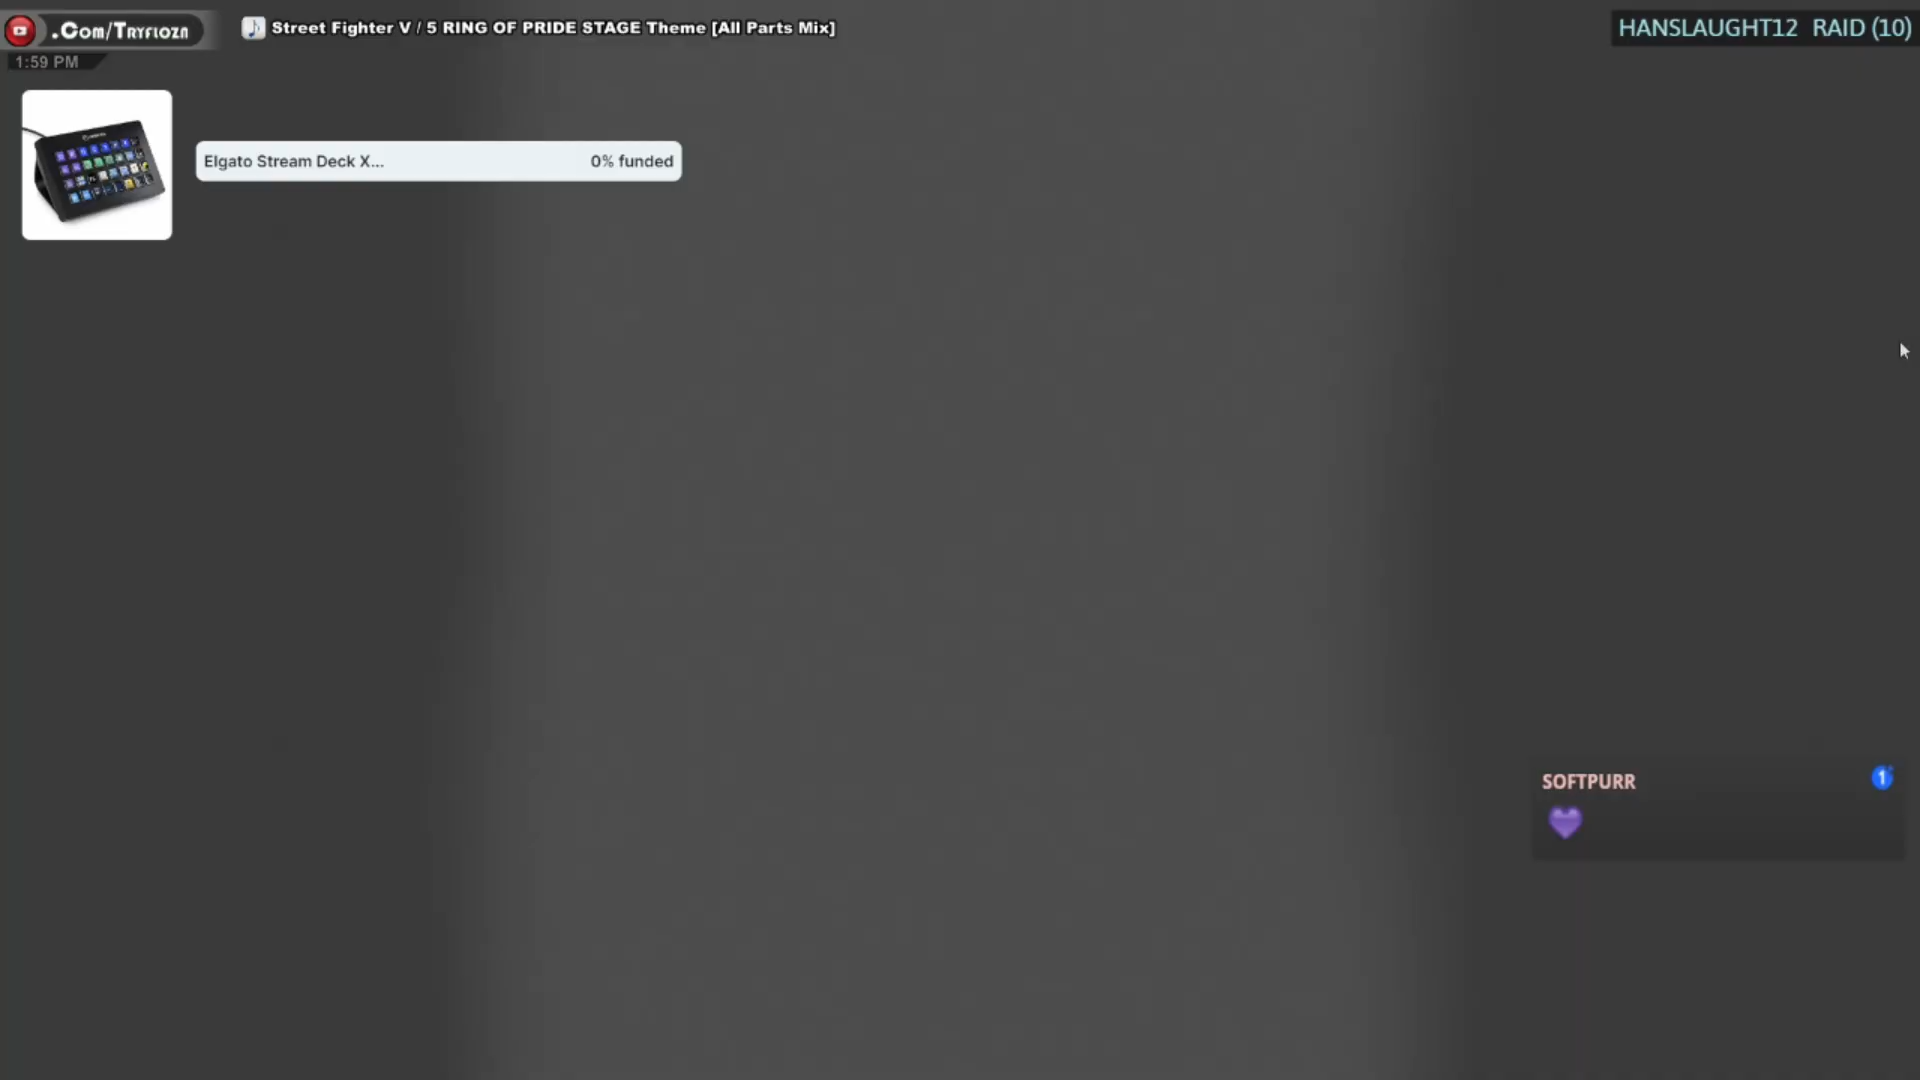 .Com/Tryfiozn
Street Fighter V / 5 RING OF PRIDE STAGE Theme [All Parts Mix]
HANSLAUGHT12 RAID (10)
1:59 PM
Elgato Stream Deck X... 0% funded
SOFTPURR 1